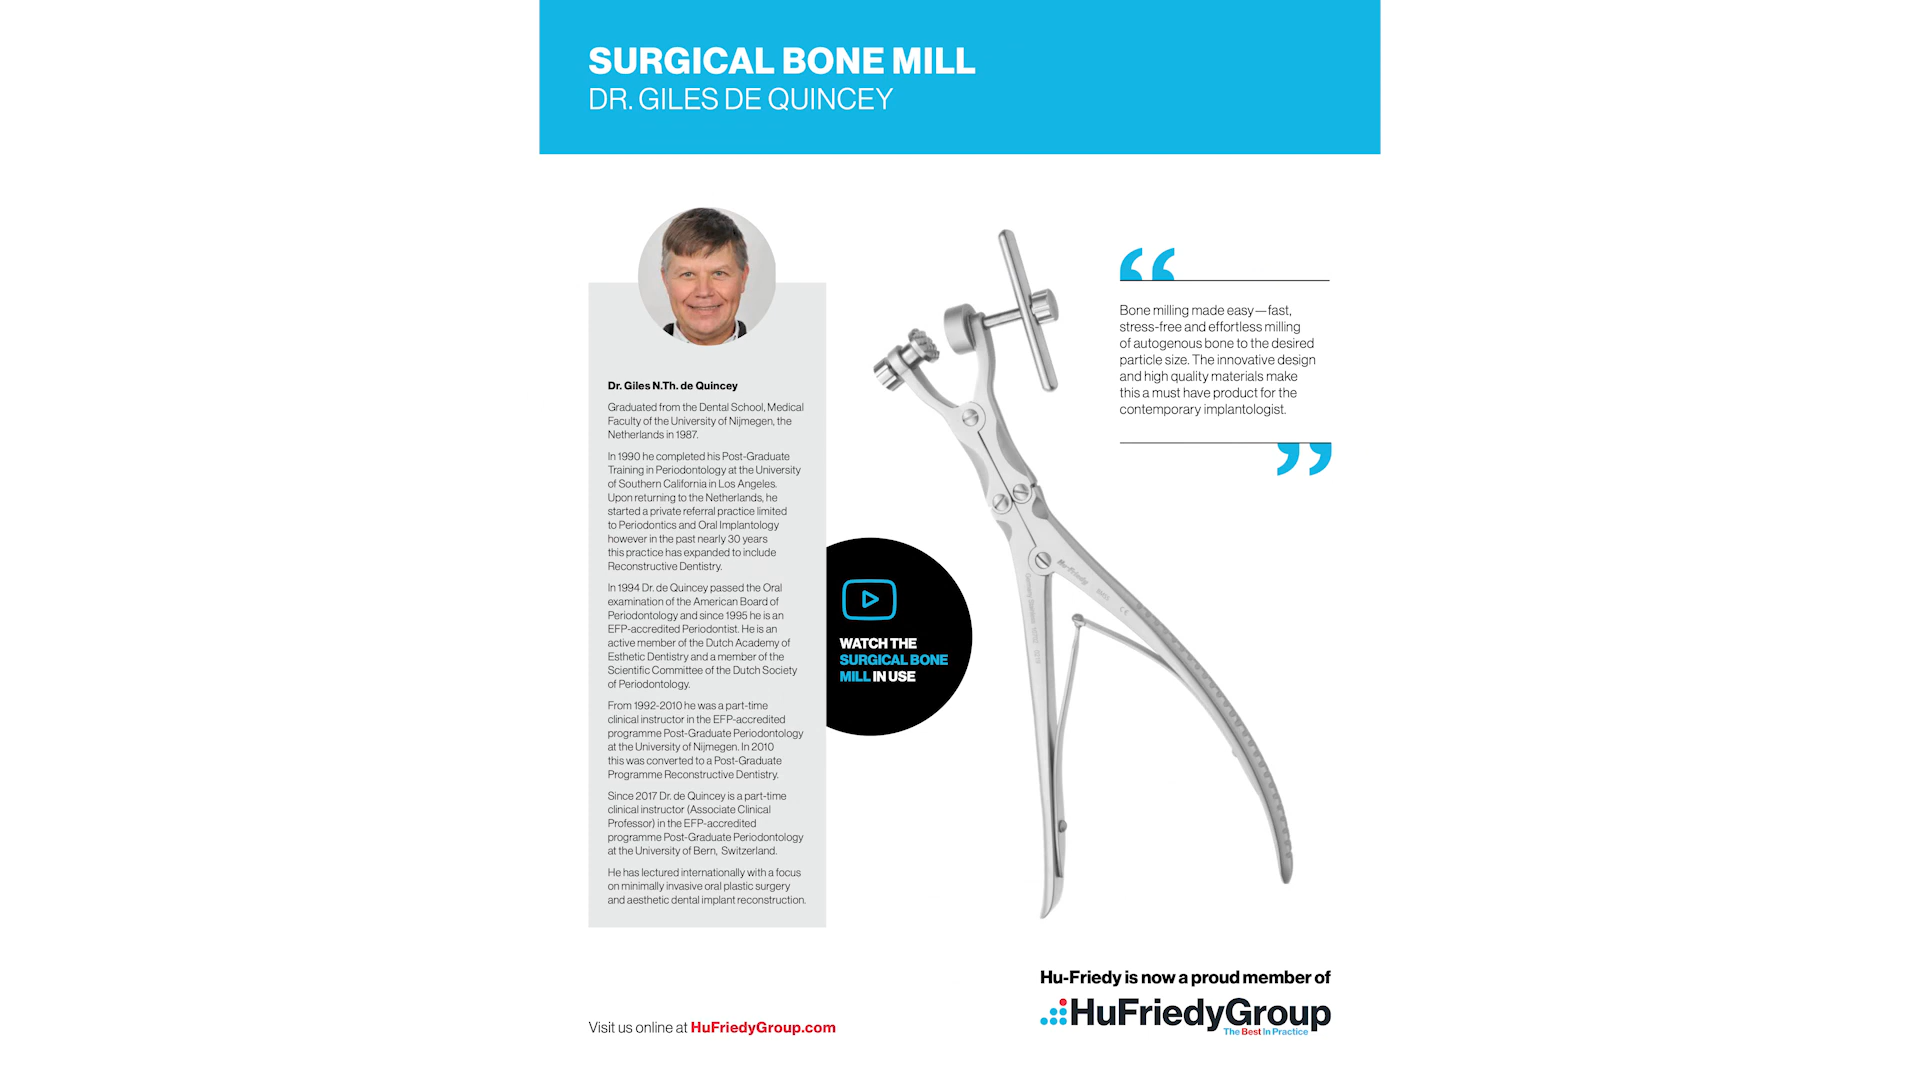 SURGICAL BONE MILL
DR. GILES DE QUINCEY
Dr. Giles N.Th. de Quincey
Graduated from the Dental School, Medical
Faculty of the University of Nijmegen, the
Netherlands in 1987.
In 1990 he completed his Post-Graduate
Training in Periodontology at the University
of Southern California in Los Angeles.
Upon returning to the Netherlands, he
started a private referral practice limited
to Periodontics and Oral Implantology
however in the past nearly 30 years
this practice has expanded to include
Reconstructive Dentistry.
In 1994 Dr. de Quincey passed the Oral
examination of the American Board of
Periodontology and since 1995 he is an
EFP-accredited Periodontist. He is an
active member of the Dutch Academy of
Esthetic Dentistry and a member of the
Scientific Committee of the Dutch Society
of Periodontology.
From 1992-2010 he was a part-time
clinical instructor in the EFP-accredited
programme Post-Graduate Periodontology
at the University of Nijmegen. In 2010
this was converted to a Post-Graduate
Programme Reconstructive Dentistry.
Since 2017 Dr. de Quincey is a part-time
clinical instructor (Associate Clinical
Professor) in the EFP-accredited
programme Post-Graduate Periodontology
at the University of Bern, Switzerland.
He has lectured internationally with a focus
on minimally invasive oral plastic surgery
and aesthetic dental implant reconstruction.
WATCH THE
SURGICAL BONE
MILL IN USE
Hu-Friedy
CE
“
Bone milling made easy—fast,
stress-free and effortless milling
of autogenous bone to the desired
particle size. The innovative design
and high quality materials make
this a must have product for the
contemporary implantologist.
”
Visit us online at HuFriedyGroup.com
Hu-Friedy is now a proud member of
HuFriedyGroup
The Best In Practice